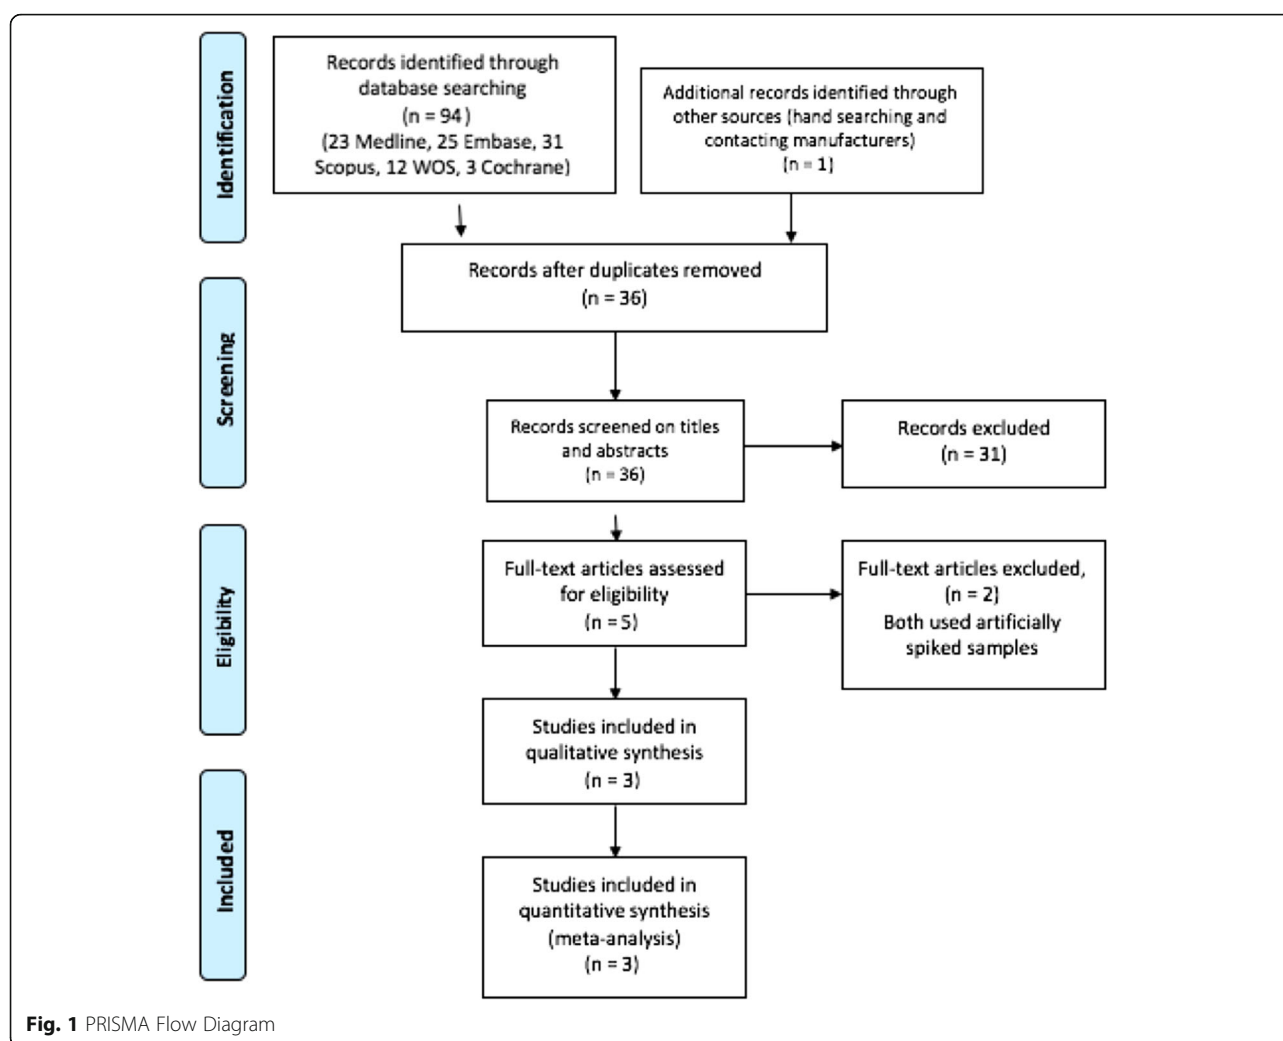 Identification
Records identified through
database searching
(n = 94)
(23 Medline, 25 Embase, 31
Scopus, 12 WOS, 3 Cochrane)
Additional records identified through
other sources (hand searching and
contacting manufacturers)
(n = 1)
Records after duplicates removed
(n = 36)
Screening
Records screened on titles
and abstracts
(n = 36)
Records excluded
(n = 31)
Eligibility
Full-text articles assessed
for eligibility
(n = 5)
Full-text articles excluded,
(n = 2)
Both used artificially
spiked samples
Studies included in
qualitative synthesis
(n = 3)
Included
Studies included in
quantitative synthesis
(meta-analysis)
(n = 3)
Fig. 1 PRISMA Flow Diagram